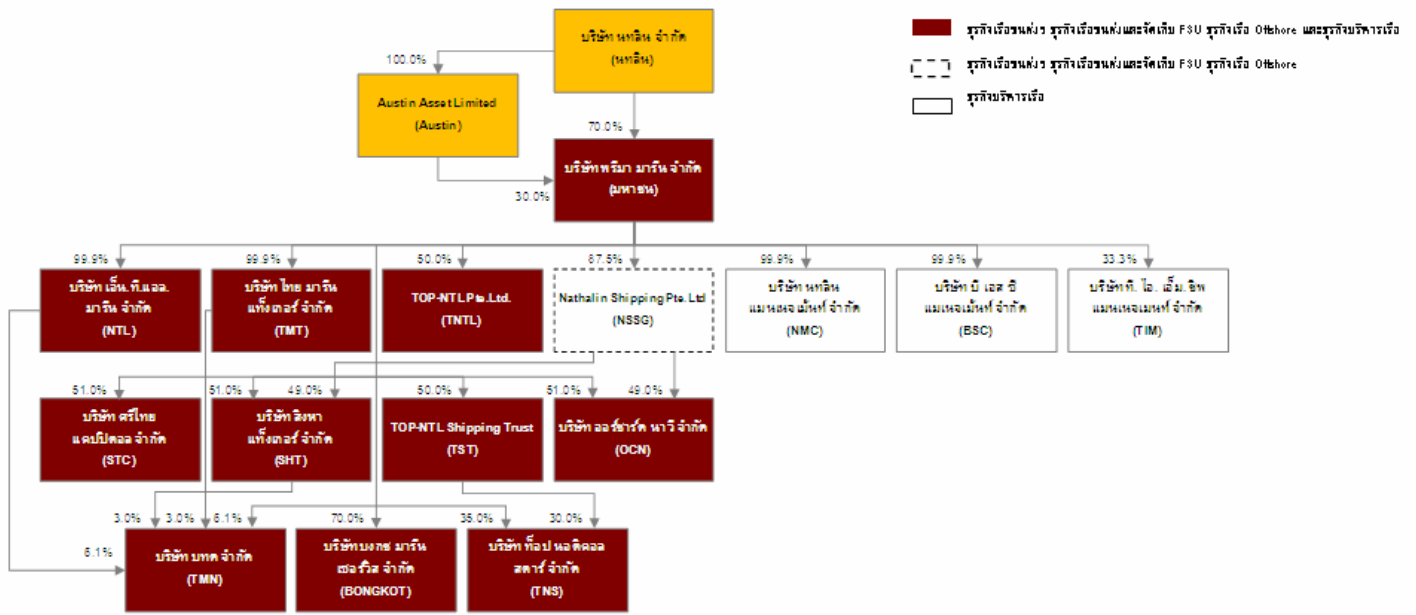 บริษัท นทลิน จำกัด
(นทลิน)
100.0%
Austin Asset Limited
(Austin)
70.0%
บริษัทพริมา มารีน จำกัด
(มหาชน)
30.0%
ธุรกิจเรือขนส่งฯ ธุรกิจเรือขนส่งและจัดเก็บ FSU ธุรกิจเรือ Offshore และธุรกิจบริหารเรือ
ธุรกิจเรือขนส่งฯ ธุรกิจเรือขนส่งและจัดเก็บ FSU ธุรกิจเรือ Offshore
ธุรกิจบริหารเรือ
99.9%
99.9%
50.0%
87.5%
99.9%
99.9%
33.3%
บริษัท เอ็น.ที.แอล.
มารีน จำกัด
(NTL)
บริษัท ไทย มารีน
แท็งเกอร์ จำกัด
(TMT)
TOP-NTL Pte.Ltd.
(TNTL)
Nathalin Shipping Pte.Ltd
(NSSG)
บริษัท นทลิน
แมนเนจเม้นท์ จำกัด
(NMC)
บริษัท บี เอส ซี
แมเนจเม้นท์ จำกัด
(BSC)
บริษัท ที. ไอ. เอ็ม. ชิพ
แมนเนจเมนท์ จำกัด
(TIM)
51.0%
51.0%
49.0%
50.0%
51.0%
49.0%
บริษัท ศรีไทย
แคปปิตอล จำกัด
(STC)
บริษัท สิงหา
แท็งเกอร์ จำกัด
(SHT)
TOP-NTL Shipping Trust
(TST)
บริษัท ออร์ชาร์ด นาวี จำกัด
(OCN)
3.0%
3.0%
8.1%
70.0%
35.0%
30.0%
8.1%
บริษัท บทด จำกัด
(TMN)
บริษัทบงกช มารีน
เซอร์วิส จำกัด
(BONGKOT)
บริษัท ท็อป นอติคอล
สตาร์ จำกัด
(TNS)